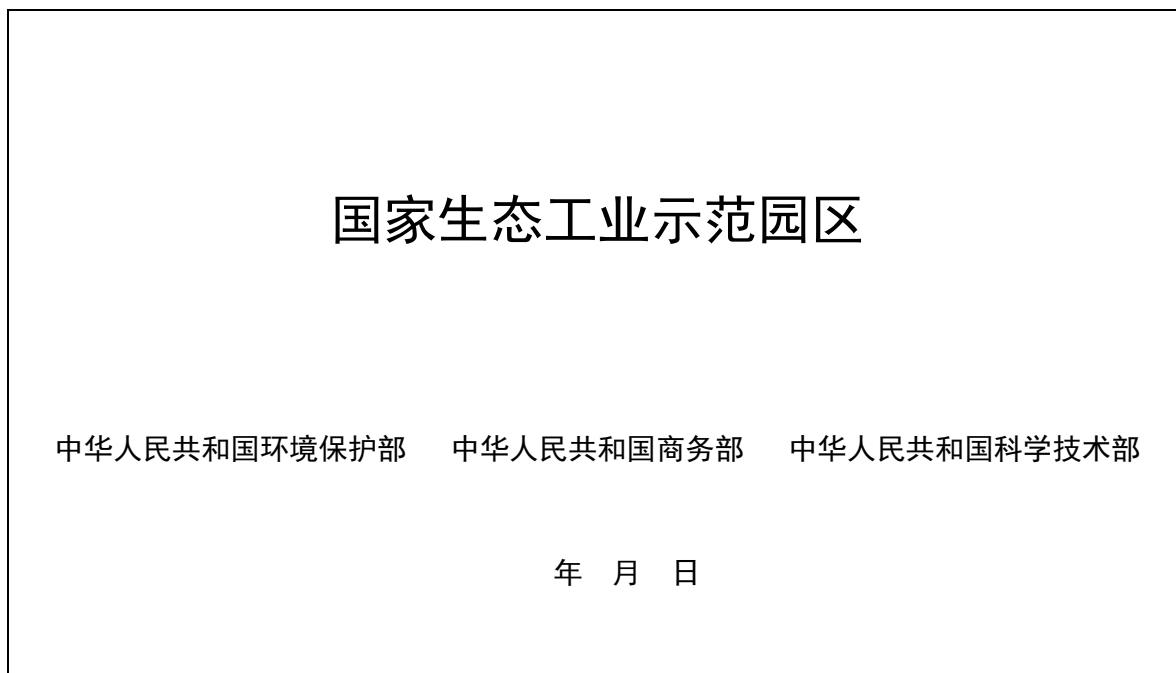 国家生态工业示范园区
中华人民共和国环境保护部 中华人民共和国商务部 中华人民共和国科学技术部
年 月 日